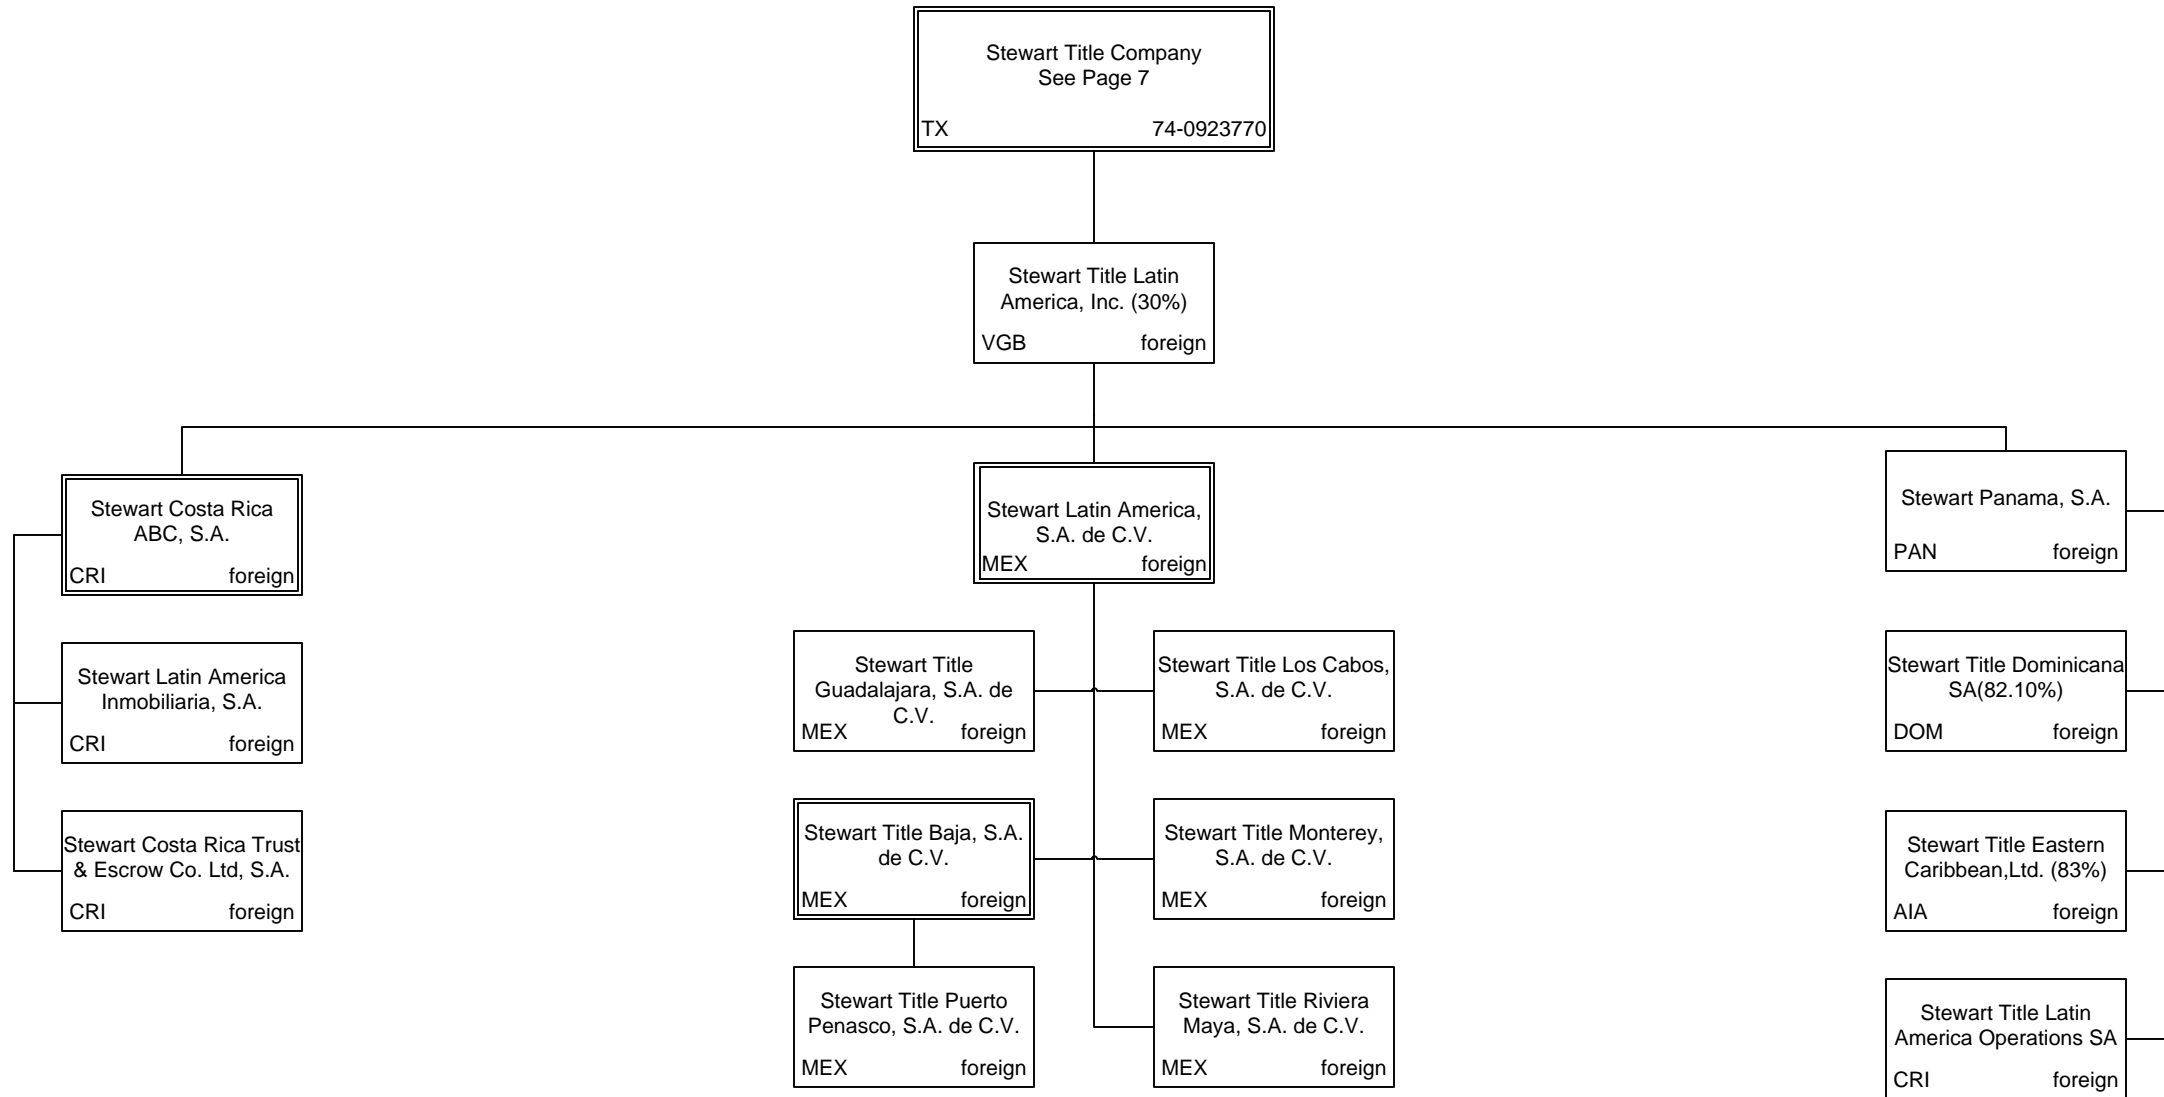 Stewart Title Company
See Page 7
TX 74-0923770
Stewart Title Latin
America, Inc. (30%)
VGB foreign
Stewart Costa Rica
ABC, S.A.
CRI foreign
Stewart Latin America
Inmobiliaria, S.A.
CRI foreign
Stewart Costa Rica Trust
& Escrow Co. Ltd, S.A.
CRI foreign
Stewart Latin America,
S.A. de C.V.
MEX foreign
Stewart Title
Guadalajara, S.A. de
C.V.
MEX foreign
Stewart Title Los Cabos,
S.A. de C.V.
MEX foreign
Stewart Title Baja, S.A.
de C.V.
MEX foreign
Stewart Title Monterey,
S.A. de C.V.
MEX foreign
Stewart Title Puerto
Penasco, S.A. de C.V.
MEX foreign
Stewart Title Riviera
Maya, S.A. de C.V.
MEX foreign
Stewart Panama, S.A.
PAN foreign
Stewart Title Dominicana
SA(82.10%)
DOM foreign
Stewart Title Eastern
Caribbean,Ltd. (83%)
AIA foreign
Stewart Title Latin
America Operations SA
CRI foreign